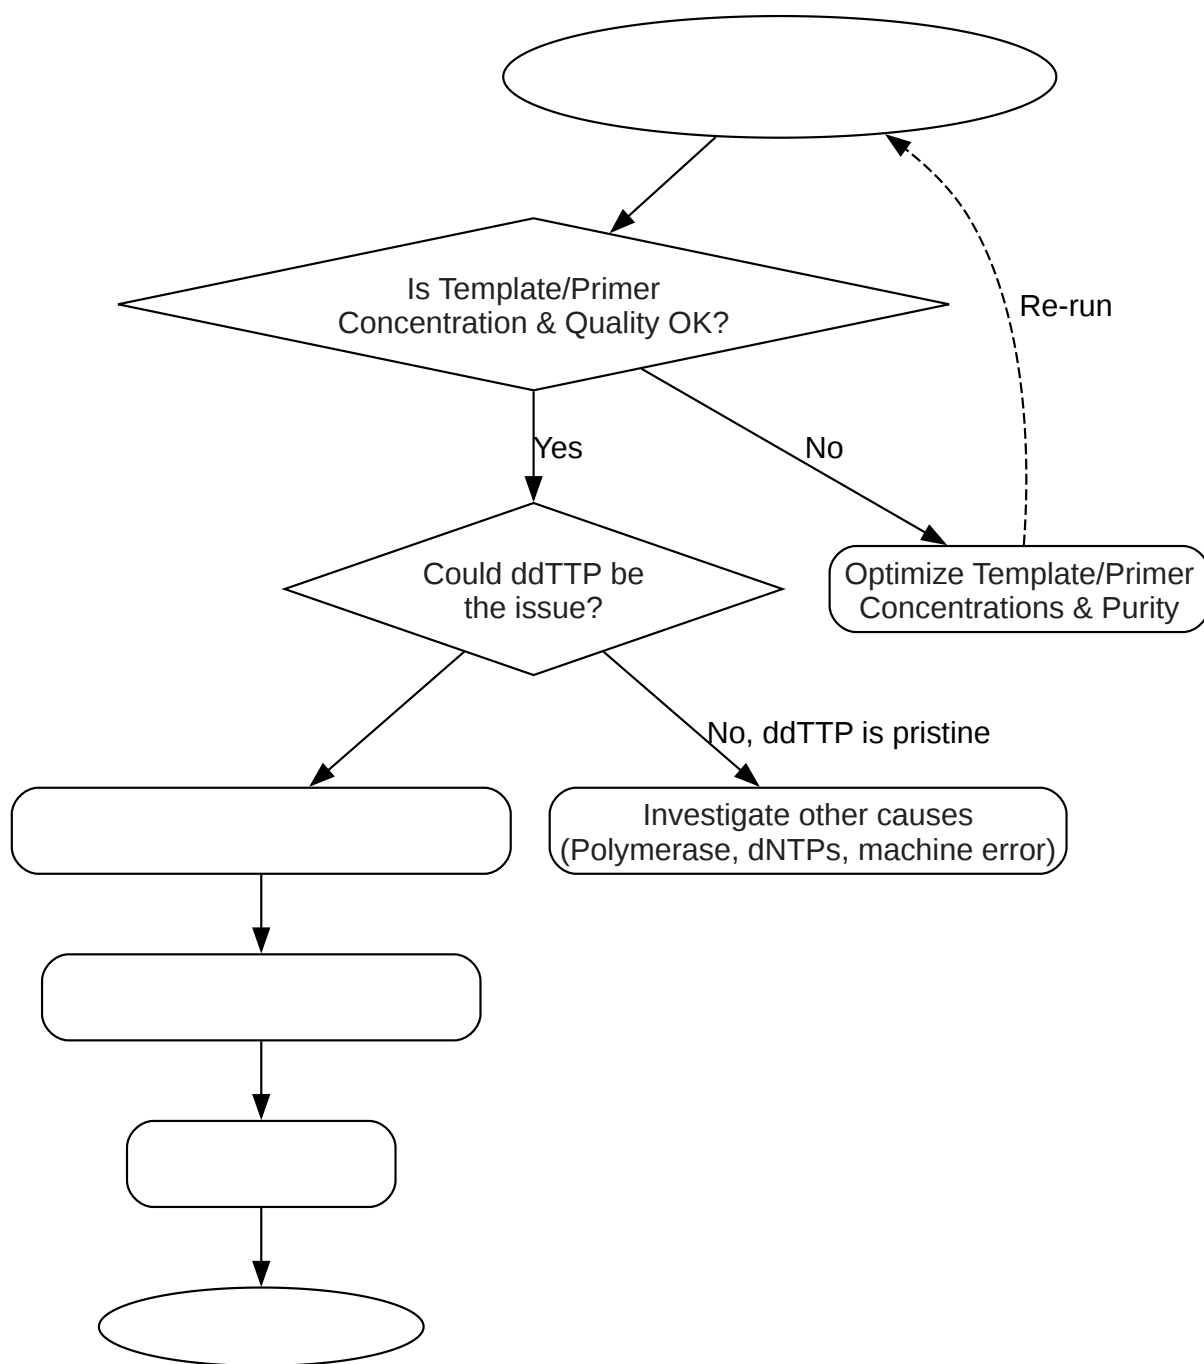 Is Template/Primer
Concentration & Quality OK?
Re-run
Yes
No
Could ddTTP be
the issue?
Optimize Template/Primer
Concentrations & Purity
No, ddTTP is pristine
Investigate other causes
(Polymerase, dNTPs, machine error)